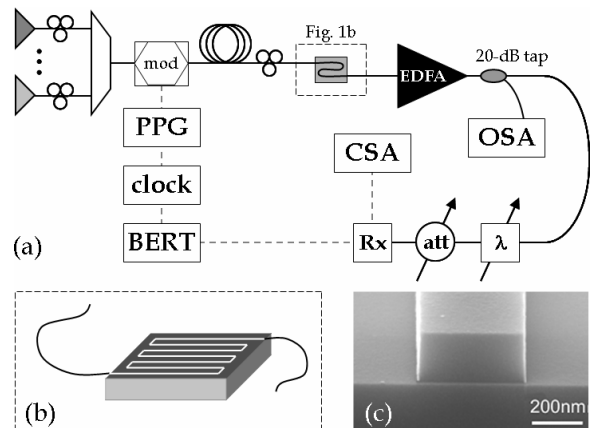 Fig. 1b
20-dB tap
mod
EDFA
PPG
CSA
OSA
clock
(a)
BERT
Rx
att
λ
(b)
(c)
200nm